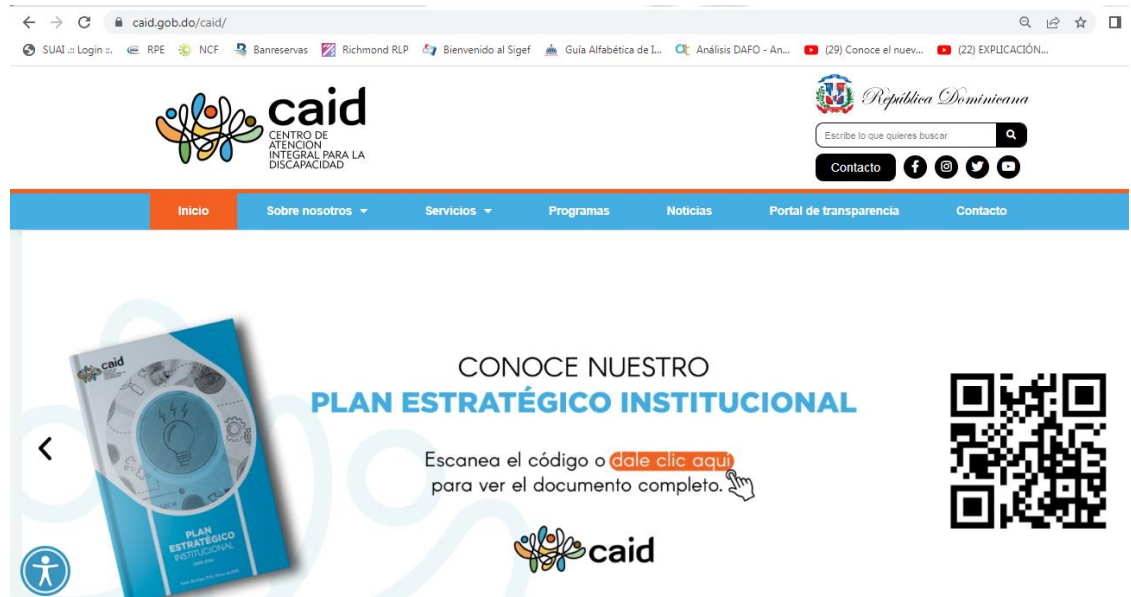 caid.gob.do/caid/
SUAI .:: Login ::. RPE NCF Banreservas Richmond RLP Bienvenido al Sigef Guía Alfabética de I... Análisis DAFO - An... (29) Conoce el nuev... (22) EXPLICACIÓN...
caid
CENTRO DE
ATENCION
INTEGRAL PARA LA
DISCAPACIDAD
República Dominicana
Escribe lo que quieres buscar
Contacto
Inicio Sobre nosotros Servicios Programas Noticias Portal de transparencia Contacto
caid
PLAN
ESTRATÉGICO
INSTITUCIONAL
CONOCE NUESTRO
PLAN ESTRATÉGICO INSTITUCIONAL
Escanea el código o dale clic aquí
para ver el documento completo.
caid